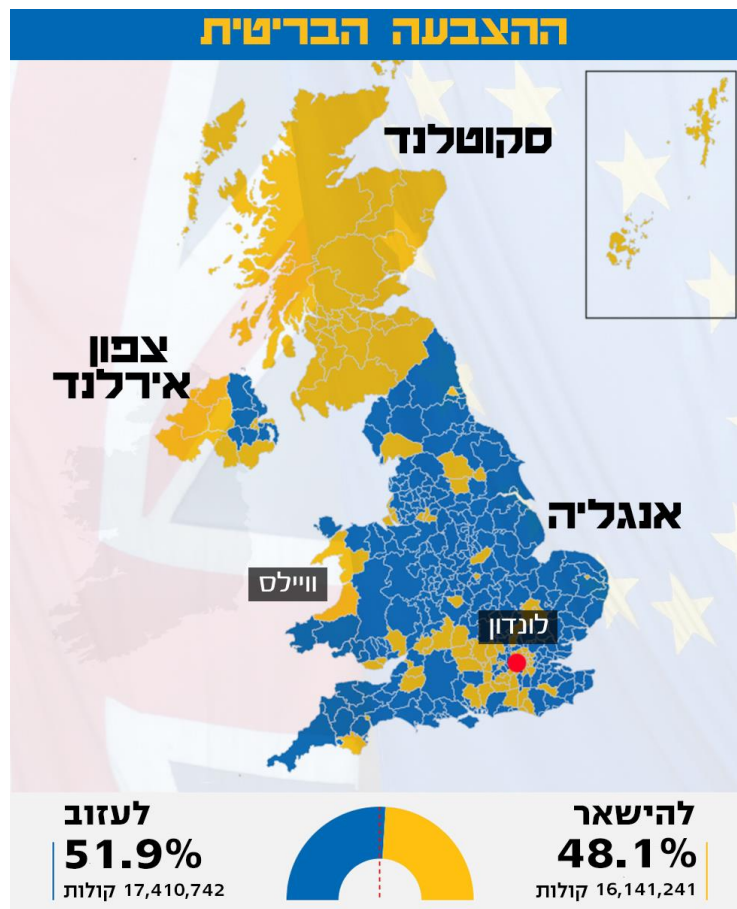 ההצבעה הבריטית
סקוטלנד
צפון
אירלנד
אנגליה
וויילס
לונדון
להישאר
48.1%
16,141,241 קולות
לעזוב
51.9%
17,410,742 קולות